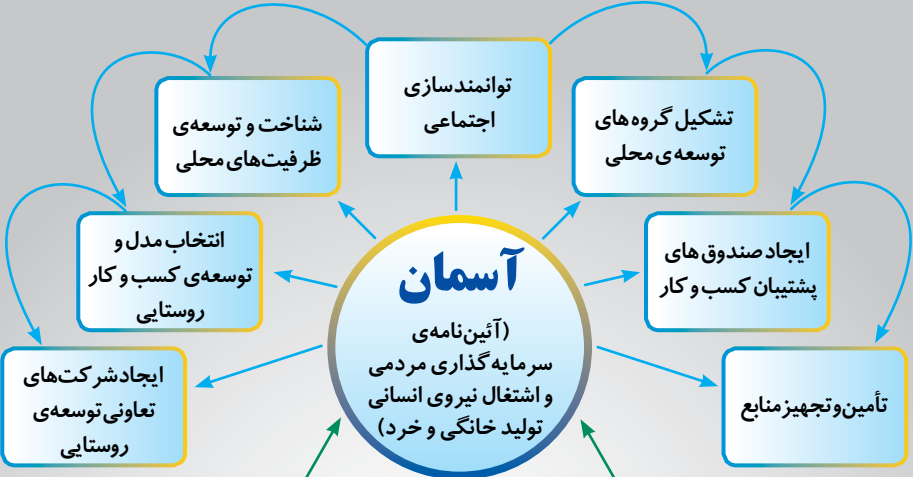 توانمندسازی
اجتماعی
تشکیل گروه‌های
توسعه‌ی محلی
شناخت و توسعه‌ی
ظرفیت‌های محلی
ایجاد صندوق‌های
پشتیبان کسب و کار
انتخاب مدل و
توسعه‌ی کسب و کار
روستایی
تأمین و تجهیز منابع
ایجاد شرکت‌های
تعاونی توسعه‌ی
روستایی
آسمان
(آئین‌نامه‌ی
سرمایه گذاری مردمی
و اشتغال نیروی انسانی
تولید خانگی و خرد)